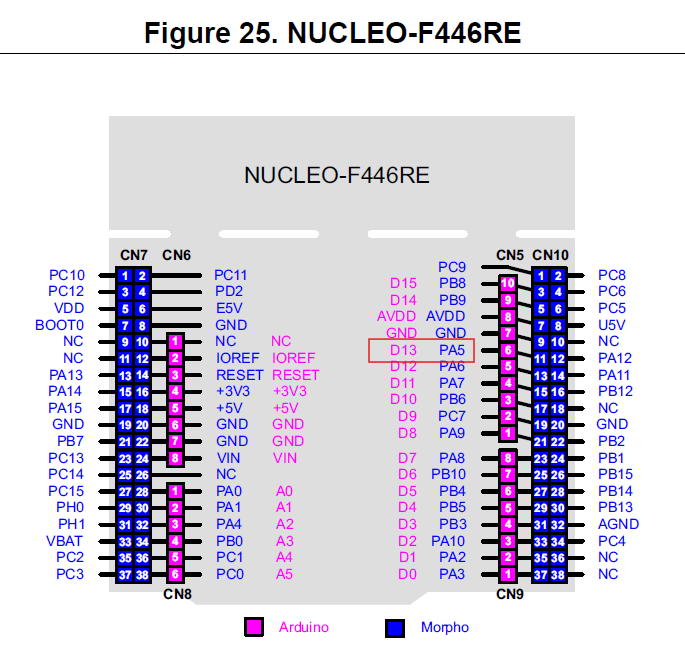 Figure 25. NUCLEO-F446RE
NUCLEO-F446RE
CN7 CN6 CN5 CN10
PC9
PC10 1 2 PC11 D15 PB8 10 1 2 PC8
PC12 3 4 PD2 D14 PB9 9 3 4 PC6
VDD 5 6 E5V AVDD AVDD 8 5 6 PC5
BOOT0 7 8 GND GND GND 7 7 8 U5V
NC 9 10 1 NC NC D13 PA5 6 9 10 NC
NC 11 12 2 IOREF IOREF D12 PA6 5 11 12 PA12
PA13 13 14 3 RESET RESET D11 PA7 4 13 14 PA11
PA14 15 16 4 +3V3 +3V3 D10 PB6 3 15 16 PB12
PA15 17 18 5 +5V +5V D9 PC7 2 17 18 NC
GND 19 20 6 GND GND D8 PA9 1 19 20 GND
PB7 21 22 7 GND GND 21 22 PB2
PC13 23 24 8 VIN VIN D7 PA8 8 23 24 PB1
PC14 25 26 NC D6 PB10 7 25 26 PB15
PC15 27 28 1 PA0 A0 D5 PB4 6 27 28 PB14
PH0 29 30 2 PA1 A1 D4 PB5 5 29 30 PB13
PH1 31 32 3 PA4 A2 D3 PB3 4 31 32 AGND
VBAT 33 34 4 PB0 A3 D2 PA10 3 33 34 PC4
PC2 35 36 5 PC1 A4 D1 PA2 2 35 36 NC
PC3 37 38 6 PC0 A5 D0 PA3 1 37 38 NC
CN8 CN9
Arduino Morpho